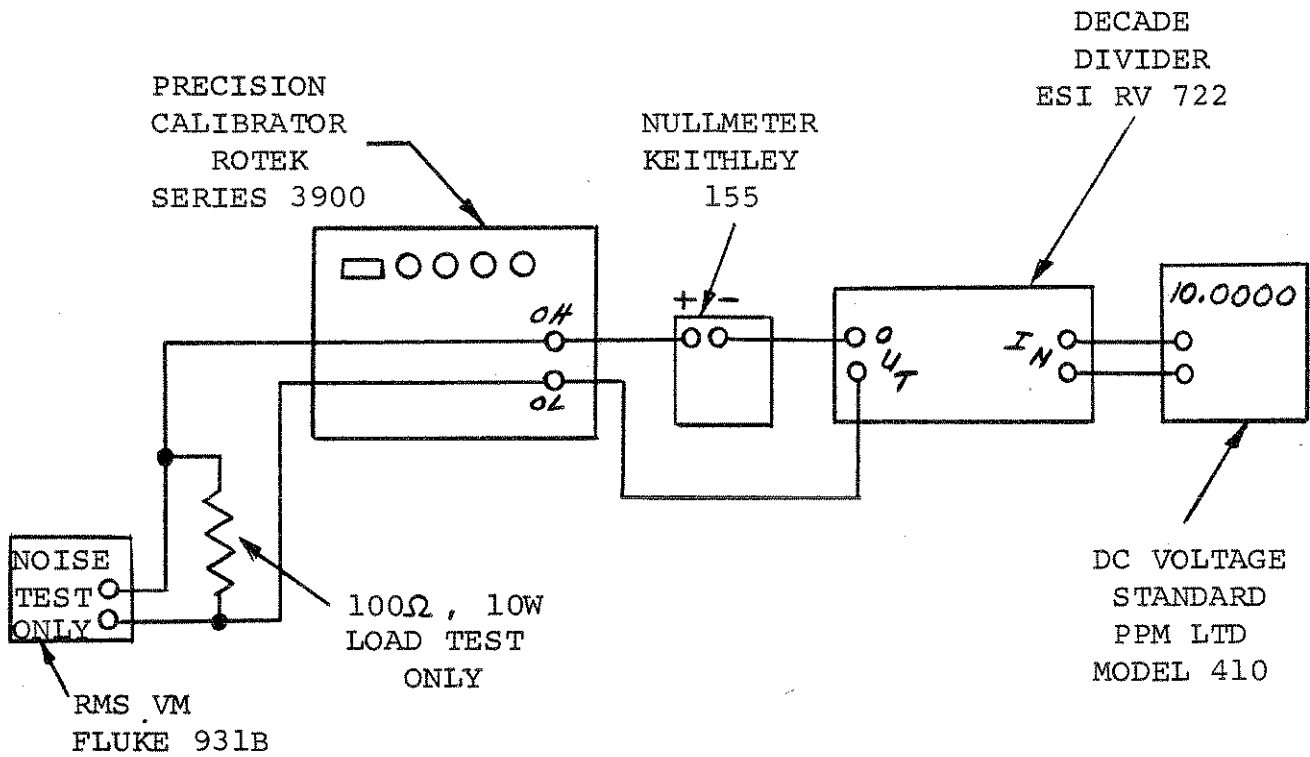 DECADE
DIVIDER
ESI RV 722
PRECISION
CALIBRATOR
ROTEK
SERIES 3900
NULLMETER
KEITHLEY
155
+ -
OH
OL
OUT
IN
10.0000
NOISE
TEST
ONLY
100Ω, 10W
LOAD TEST
ONLY
RMS VM
FLUKE 931B
DC VOLTAGE
STANDARD
PPM LTD
MODEL 410